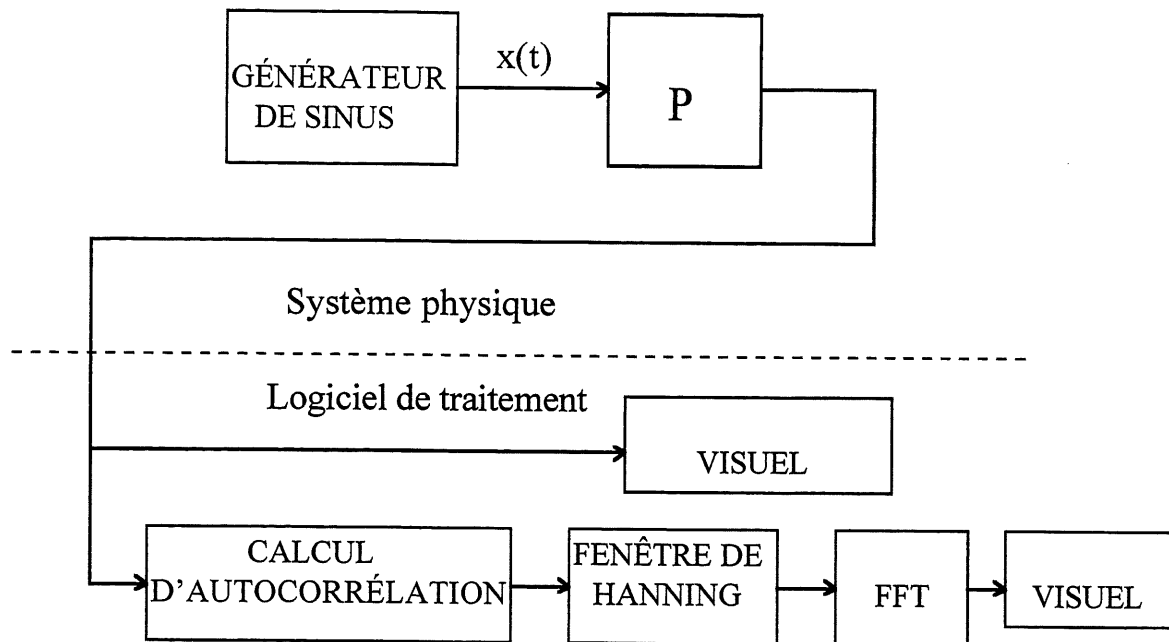 x(t)
GÉNÉRATEUR
DE SINUS
P
Système physique
Logiciel de traitement
VISUEL
CALCUL
D’AUTOCORRÉLATION
FENÊTRE DE
HANNING
FFT
VISUEL